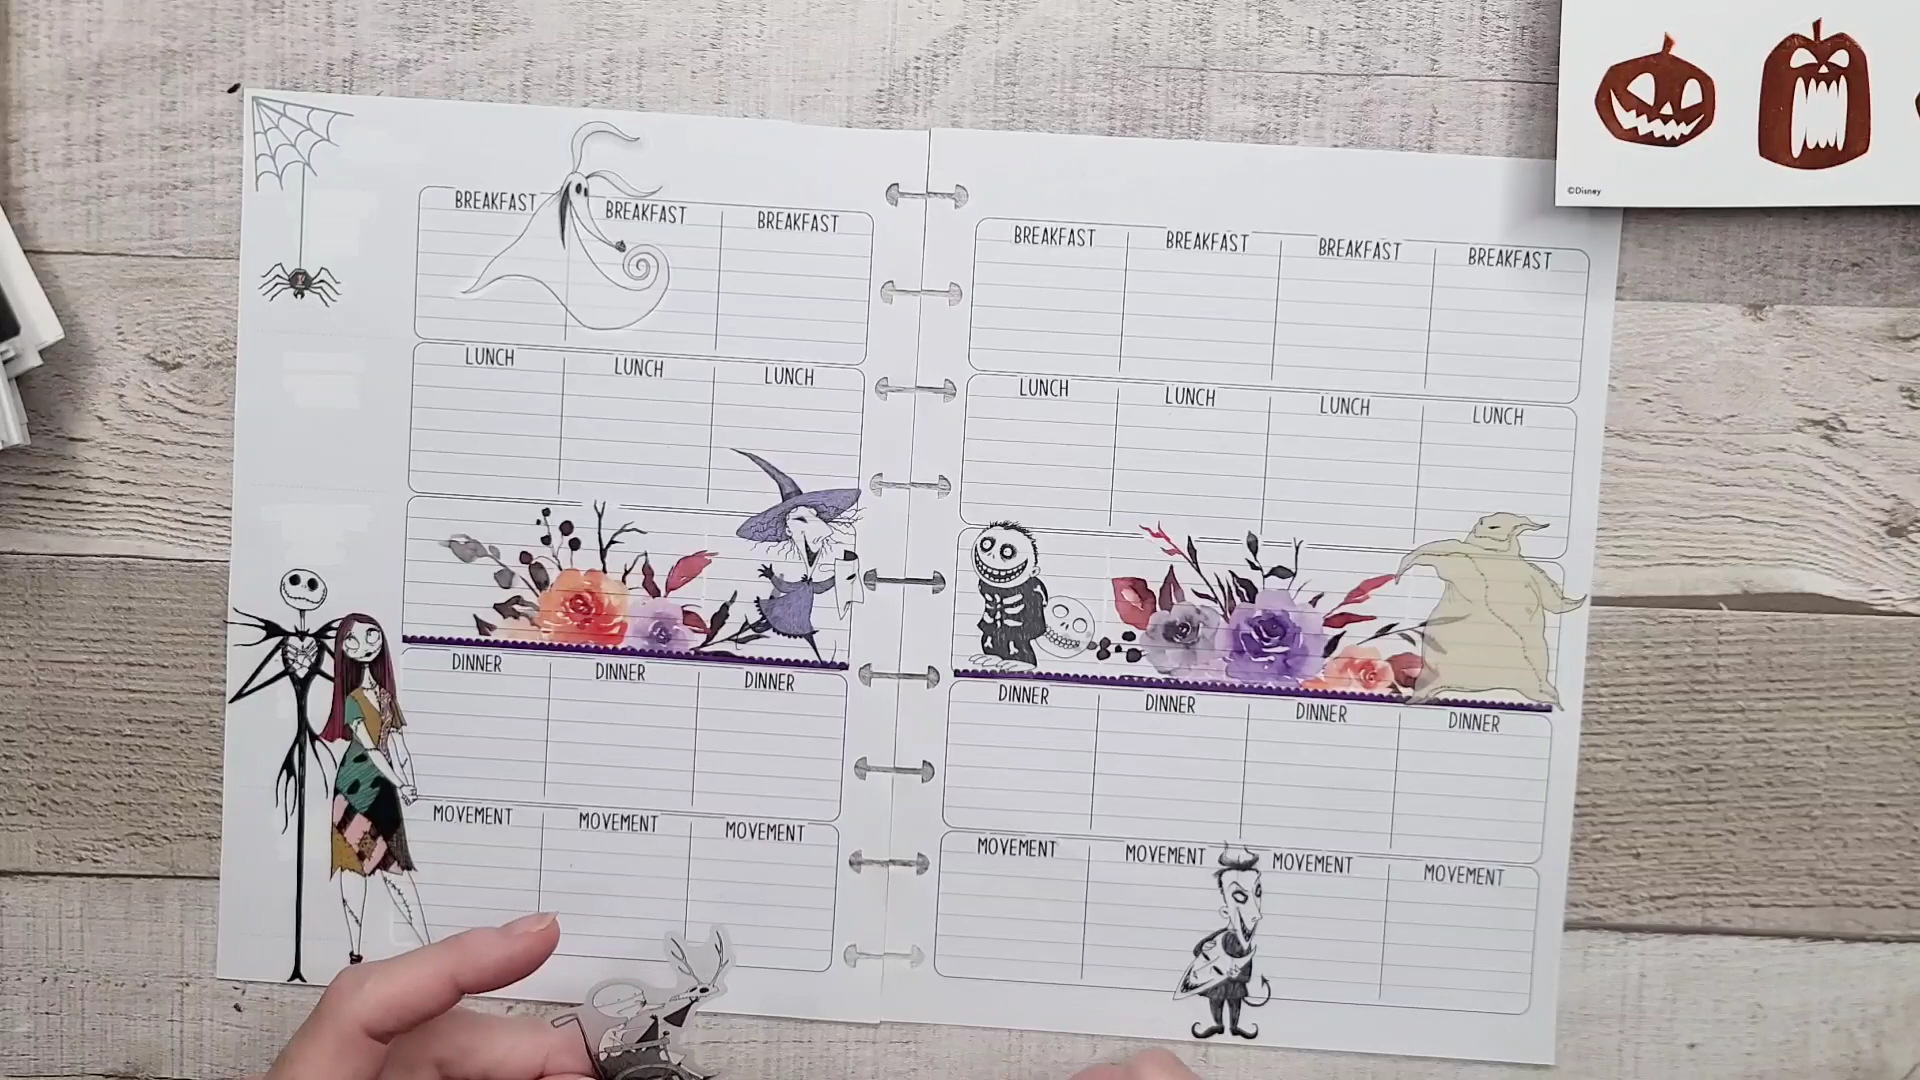 ©Disney
BREAKFAST BREAKFAST BREAKFAST
LUNCH LUNCH LUNCH
DINNER DINNER DINNER
MOVEMENT MOVEMENT MOVEMENT
BREAKFAST BREAKFAST BREAKFAST BREAKFAST
LUNCH LUNCH LUNCH LUNCH
DINNER DINNER DINNER DINNER
MOVEMENT MOVEMENT MOVEMENT MOVEMENT